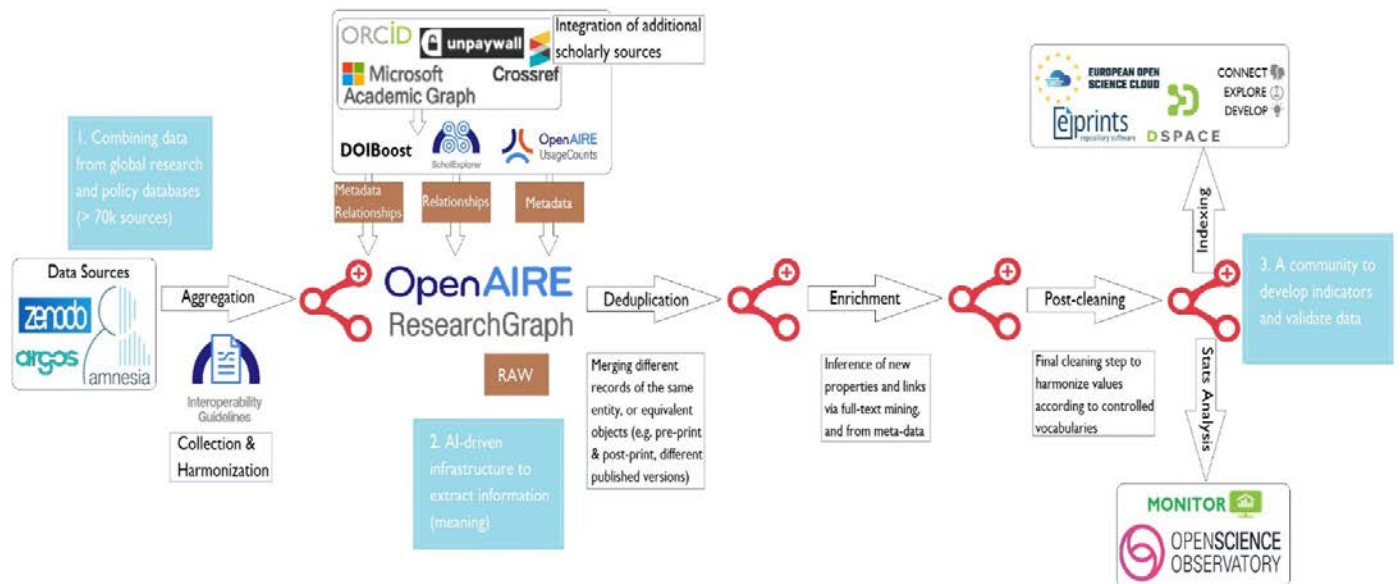 ORCID
unpaywall
Microsoft
Academic Graph
Crossref
Integration of additional
scholarly sources
DOIBoost
ScholExplorer
OpenAIRE
UsageCounts
Metadata
Relationships
Relationships
Metadata
1. Combining data
from global research
and policy databases
(> 70k sources)
Data Sources
zenodo
argos
amnesia
Aggregation
Interoperability
Guidelines
Collection &
Harmonization
OpenAIRE
ResearchGraph
RAW
2. AI-driven
infrastructure to
extract information
(meaning)
Deduplication
Merging different
records of the same
entity, or equivalent
objects (e.g. pre-print
& post-print, different
published versions)
Enrichment
Inference of new
properties and links
via full-text mining,
and from meta-data
Post-cleaning
Final cleaning step to
harmonize values
according to controlled
vocabularies
EUROPEAN OPEN
SCIENCE CLOUD
CONNECT
EXPLORE
DEVELOP
eprints
repository software
DSPACE
Indexing
3. A community to
develop indicators
and validate data
Stats Analysis
MONITOR
OPENSCIENCE
OBSERVATORY